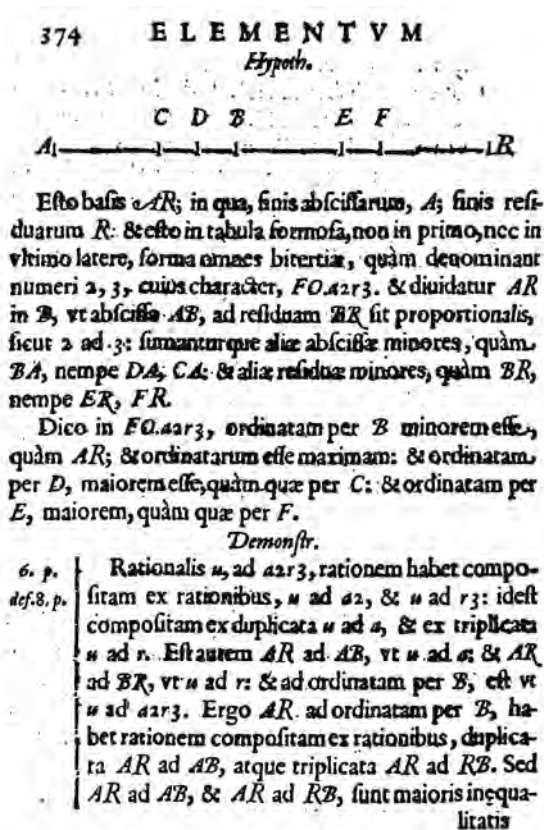 374 ELEMENTVM
Hypoth.
C D B E F
A R
Esto basis AR; in qua, finis abscissarum, A; finis resi-
duarum R: & esto in tabula formosa, non in primo, nec in
vltimo latere, forma omnes bitertiæ, quàm denominant
numeri 2, 3, cuius character, FO.a2r3. & diuidatur AR
in B, vt abscissa AB, ad residuam BR sit proportionalis,
sicut 2 ad 3: sumanturque aliæ abscissæ minores, quàm
BA, nempe DA, CA: & aliæ residuæ minores, quàm BR,
nempe ER, FR.
Dico in FO.a2r3, ordinatam per B minorem esse,
quàm AR; & ordinatarum esse maximam: & ordinatam
per D, maiorem esse, quàm quæ per C: & ordinatam per
E, maiorem, quàm quæ per F.
Demonstr.
6. p. Rationalis u, ad a2r3, rationem habet compo-
def.8.p. sitam ex rationibus, u ad a2, & u ad r3: idest
compositam ex duplicata u ad a, & ex triplicata
u ad r. Est autem AR ad AB, vt u ad a; & AR
ad BR, vt u ad r: & ad ordinatam per B, est vt
u ad a2r3. Ergo AR ad ordinatam per B, ha-
bet rationem compositam ex rationibus, duplica-
ta AR ad AB, atque triplicata AR ad RB. Sed
AR ad AB, & AR ad RB, sunt maioris inæqua-
litatis